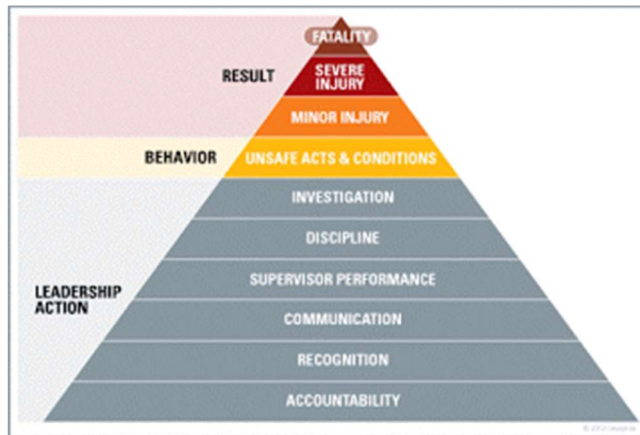 FATALITY
RESULT
SEVERE
INJURY
MINOR INJURY
BEHAVIOR
UNSAFE ACTS & CONDITIONS
INVESTIGATION
DISCIPLINE
SUPERVISOR PERFORMANCE
LEADERSHIP
ACTION
COMMUNICATION
RECOGNITION
ACCOUNTABILITY